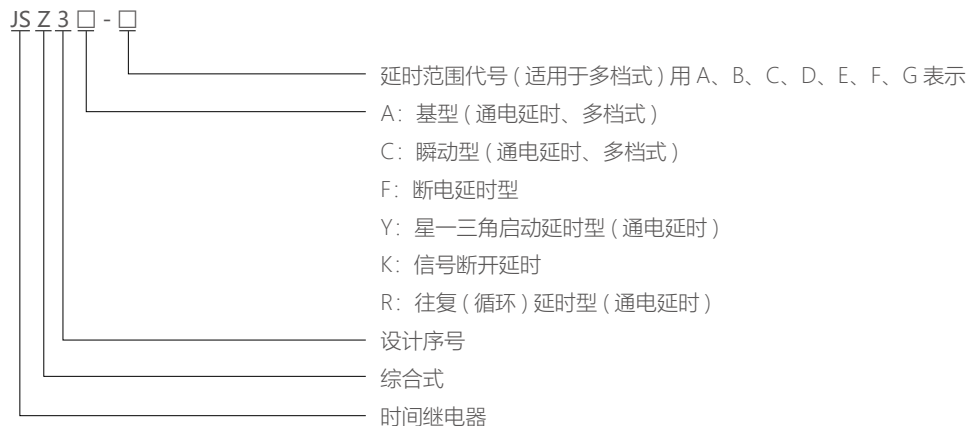 JS Z 3 □ - □
延时范围代号 ( 适用于多档式 ) 用 A、B、C、D、E、F、G 表示
A：基型 ( 通电延时、多档式 )
C：瞬动型 ( 通电延时、多档式 )
F：断电延时型
Y：星一三角启动延时型 ( 通电延时 )
K：信号断开延时
R：往复 ( 循环 ) 延时型 ( 通电延时 )
设计序号
综合式
时间继电器